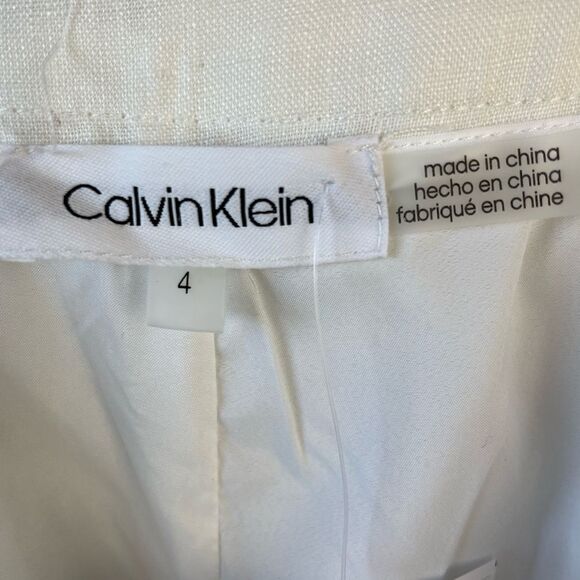 Calvin Klein
made in china
hecho en china
fabriqué en chine
4